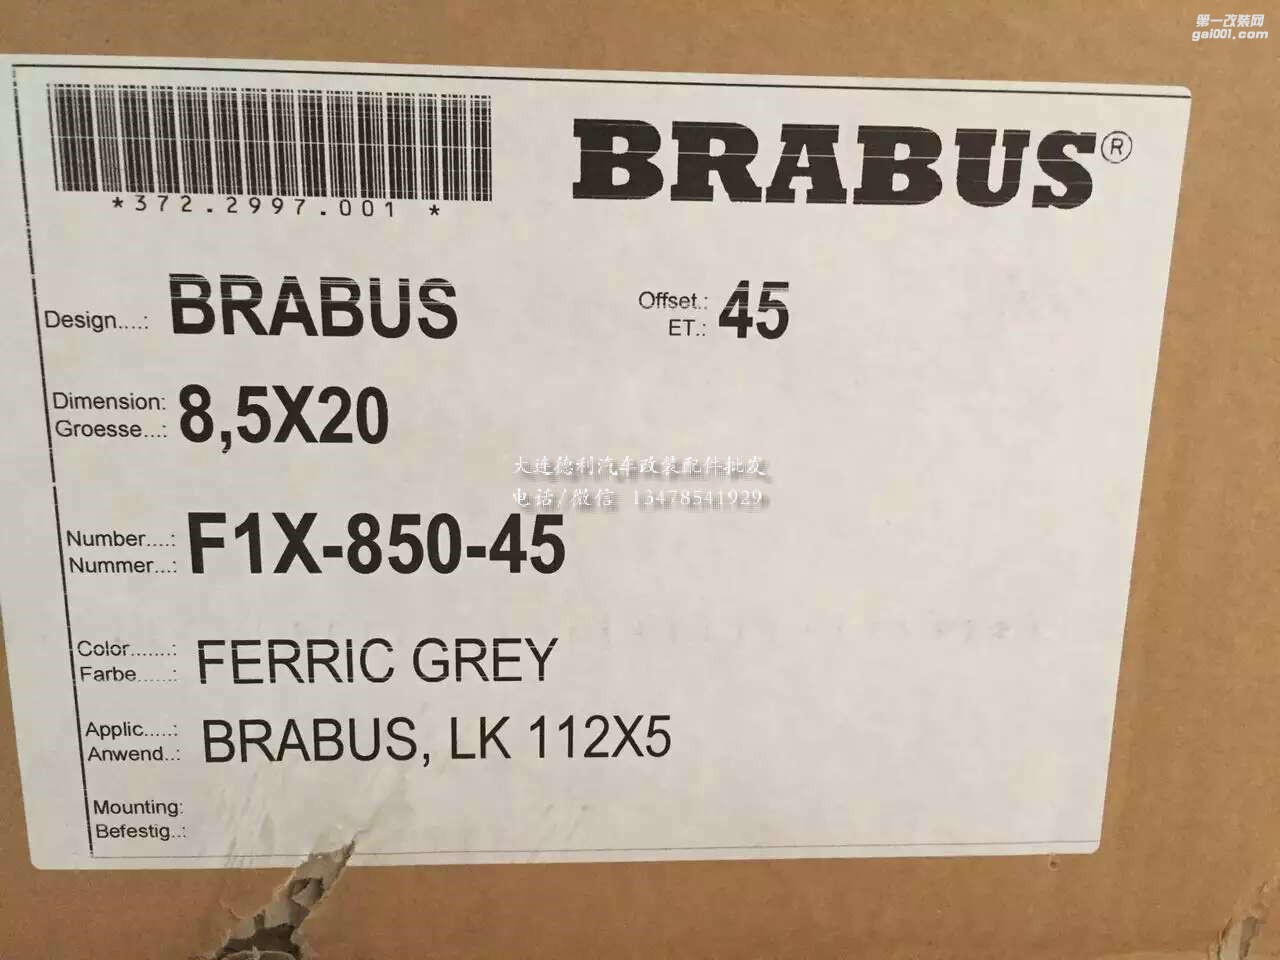 第一改装网
gai001.com
BRABUS®
*372.2997.001 *
Design....: BRABUS
Offset.: 45
ET.:
Dimension: 8,5X20
Groesse...:
大连德利汽车改装配件批发
电话/微信 13478541929
Number....: F1X-850-45
Nummer...:
Color.......: FERRIC GREY
Farbe......:
Applic.....: BRABUS, LK 112X5
Anwend..:
Mounting:
Befestig..: